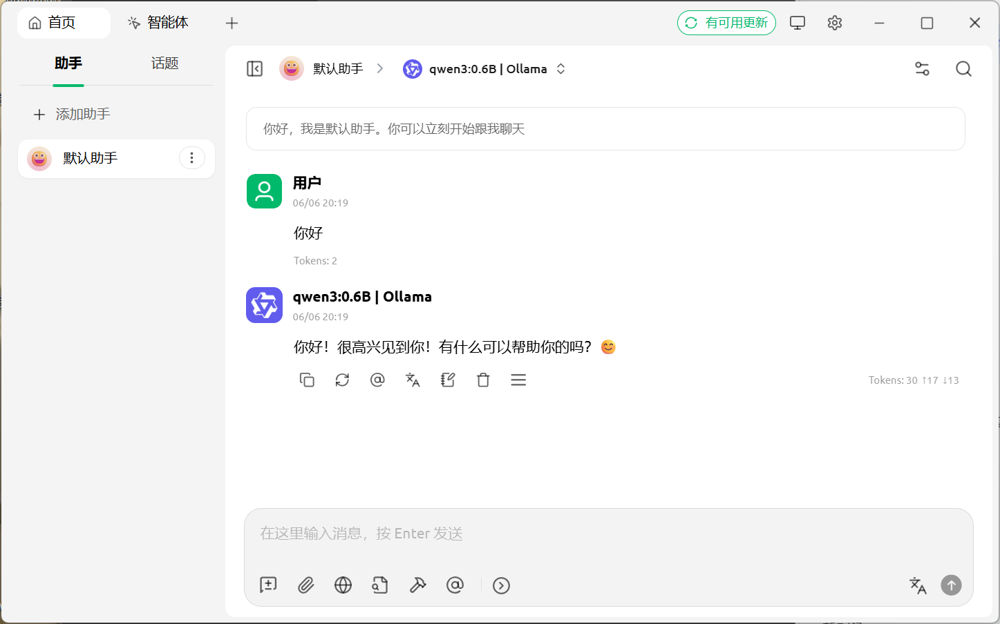 首页
智能体
有可用更新
助手
话题
添加助手
默认助手
默认助手
qwen3:0.6B | Ollama
你好，我是默认助手。你可以立刻开始跟我聊天
用户
06/06 20:19
你好
Tokens: 2
qwen3:0.6B | Ollama
06/06 20:19
你好！很高兴见到你！有什么可以帮助你的吗？😊
Tokens: 30 ↑17 ↓13
在这里输入消息，按 Enter 发送